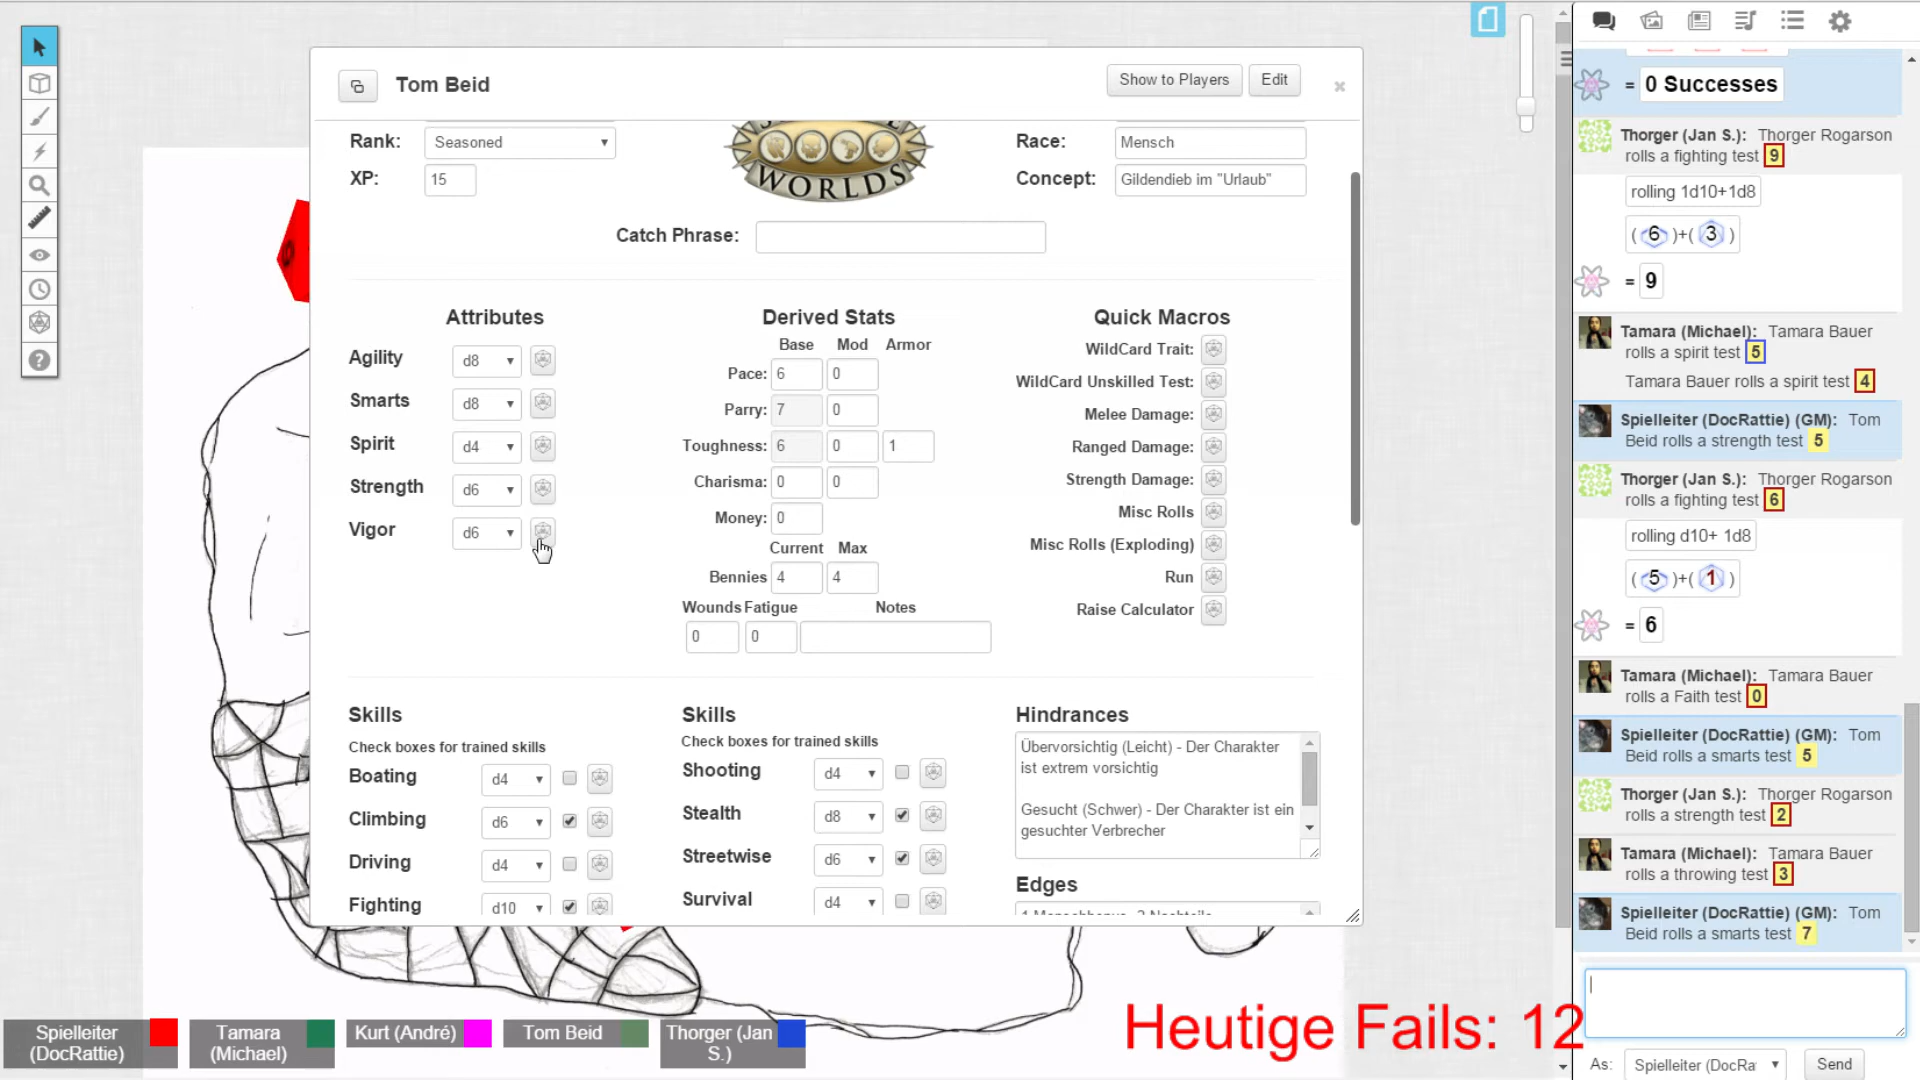 Tom Beid
Show to Players
Edit
×
Rank:
Seasoned
XP:
15
WORLDS
Race:
Mensch
Concept:
Gildendieb im "Urlaub"
Catch Phrase:
Attributes
Agility
d8
Smarts
d8
Spirit
d4
Strength
d6
Vigor
d6
Derived Stats
Base Mod Armor
Pace: 6 0
Parry: 7 0
Toughness: 6 0 1
Charisma: 0 0
Money: 0
Current Max
Bennies 4 4
Wounds Fatigue Notes
0 0
Quick Macros
WildCard Trait:
WildCard Unskilled Test:
Melee Damage:
Ranged Damage:
Strength Damage:
Misc Rolls
Misc Rolls (Exploding)
Run
Raise Calculator
Skills
Check boxes for trained skills
Boating d4
Climbing d6
Driving d4
Fighting d10
Skills
Check boxes for trained skills
Shooting d4
Stealth d8
Streetwise d6
Survival d4
Hindrances
Übervorsichtig (Leicht) - Der Charakter
ist extrem vorsichtig
Gesucht (Schwer) - Der Charakter ist ein
gesuchter Verbrecher
Edges
= 0 Successes
Thorger (Jan S.): Thorger Rogarson
rolls a fighting test 9
rolling 1d10+1d8
(6)+(3)
= 9
Tamara (Michael): Tamara Bauer
rolls a spirit test 5
Tamara Bauer rolls a spirit test 4
Spielleiter (DocRattie) (GM): Tom
Beid rolls a strength test 5
Thorger (Jan S.): Thorger Rogarson
rolls a fighting test 6
rolling d10+ 1d8
(5)+(1)
= 6
Tamara (Michael): Tamara Bauer
rolls a Faith test 0
Spielleiter (DocRattie) (GM): Tom
Beid rolls a smarts test 5
Thorger (Jan S.): Thorger Rogarson
rolls a strength test 2
Tamara (Michael): Tamara Bauer
rolls a throwing test 3
Spielleiter (DocRattie) (GM): Tom
Beid rolls a smarts test 7
As: Spielleiter (DocRa
Send
Heutige Fails: 12
Spielleiter
(DocRattie)
Tamara
(Michael)
Kurt (André)
Tom Beid
Thorger (Jan
S.)